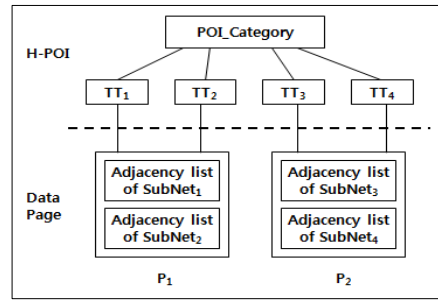 POI_Category
H-POI
TT₁ TT₂ TT₃ TT₄
Adjacency list of SubNet₁
Adjacency list of SubNet₃
Data Page
Adjacency list of SubNet₂
Adjacency list of SubNet₄
P₁ P₂